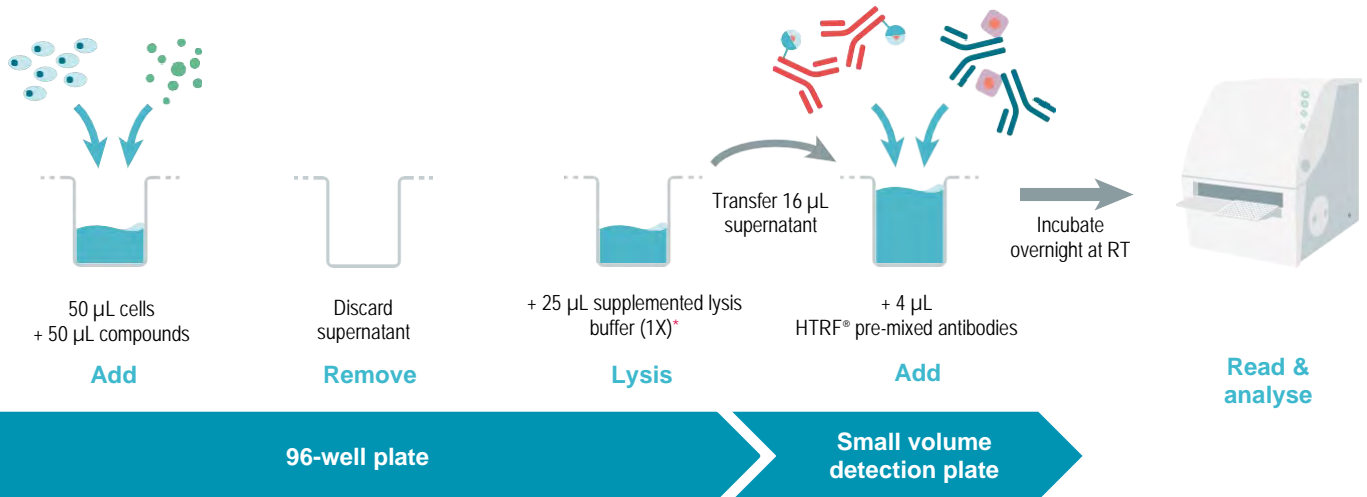 Transfer 16 µL
supernatant
Incubate
overnight at RT
50 µL cells
+ 50 µL compounds
Discard
supernatant
+ 25 µL supplemented lysis
buffer (1X)*
+ 4 µL
HTRF® pre-mixed antibodies
Add
Remove
Lysis
Add
Read &
analyse
96-well plate
Small volume
detection plate